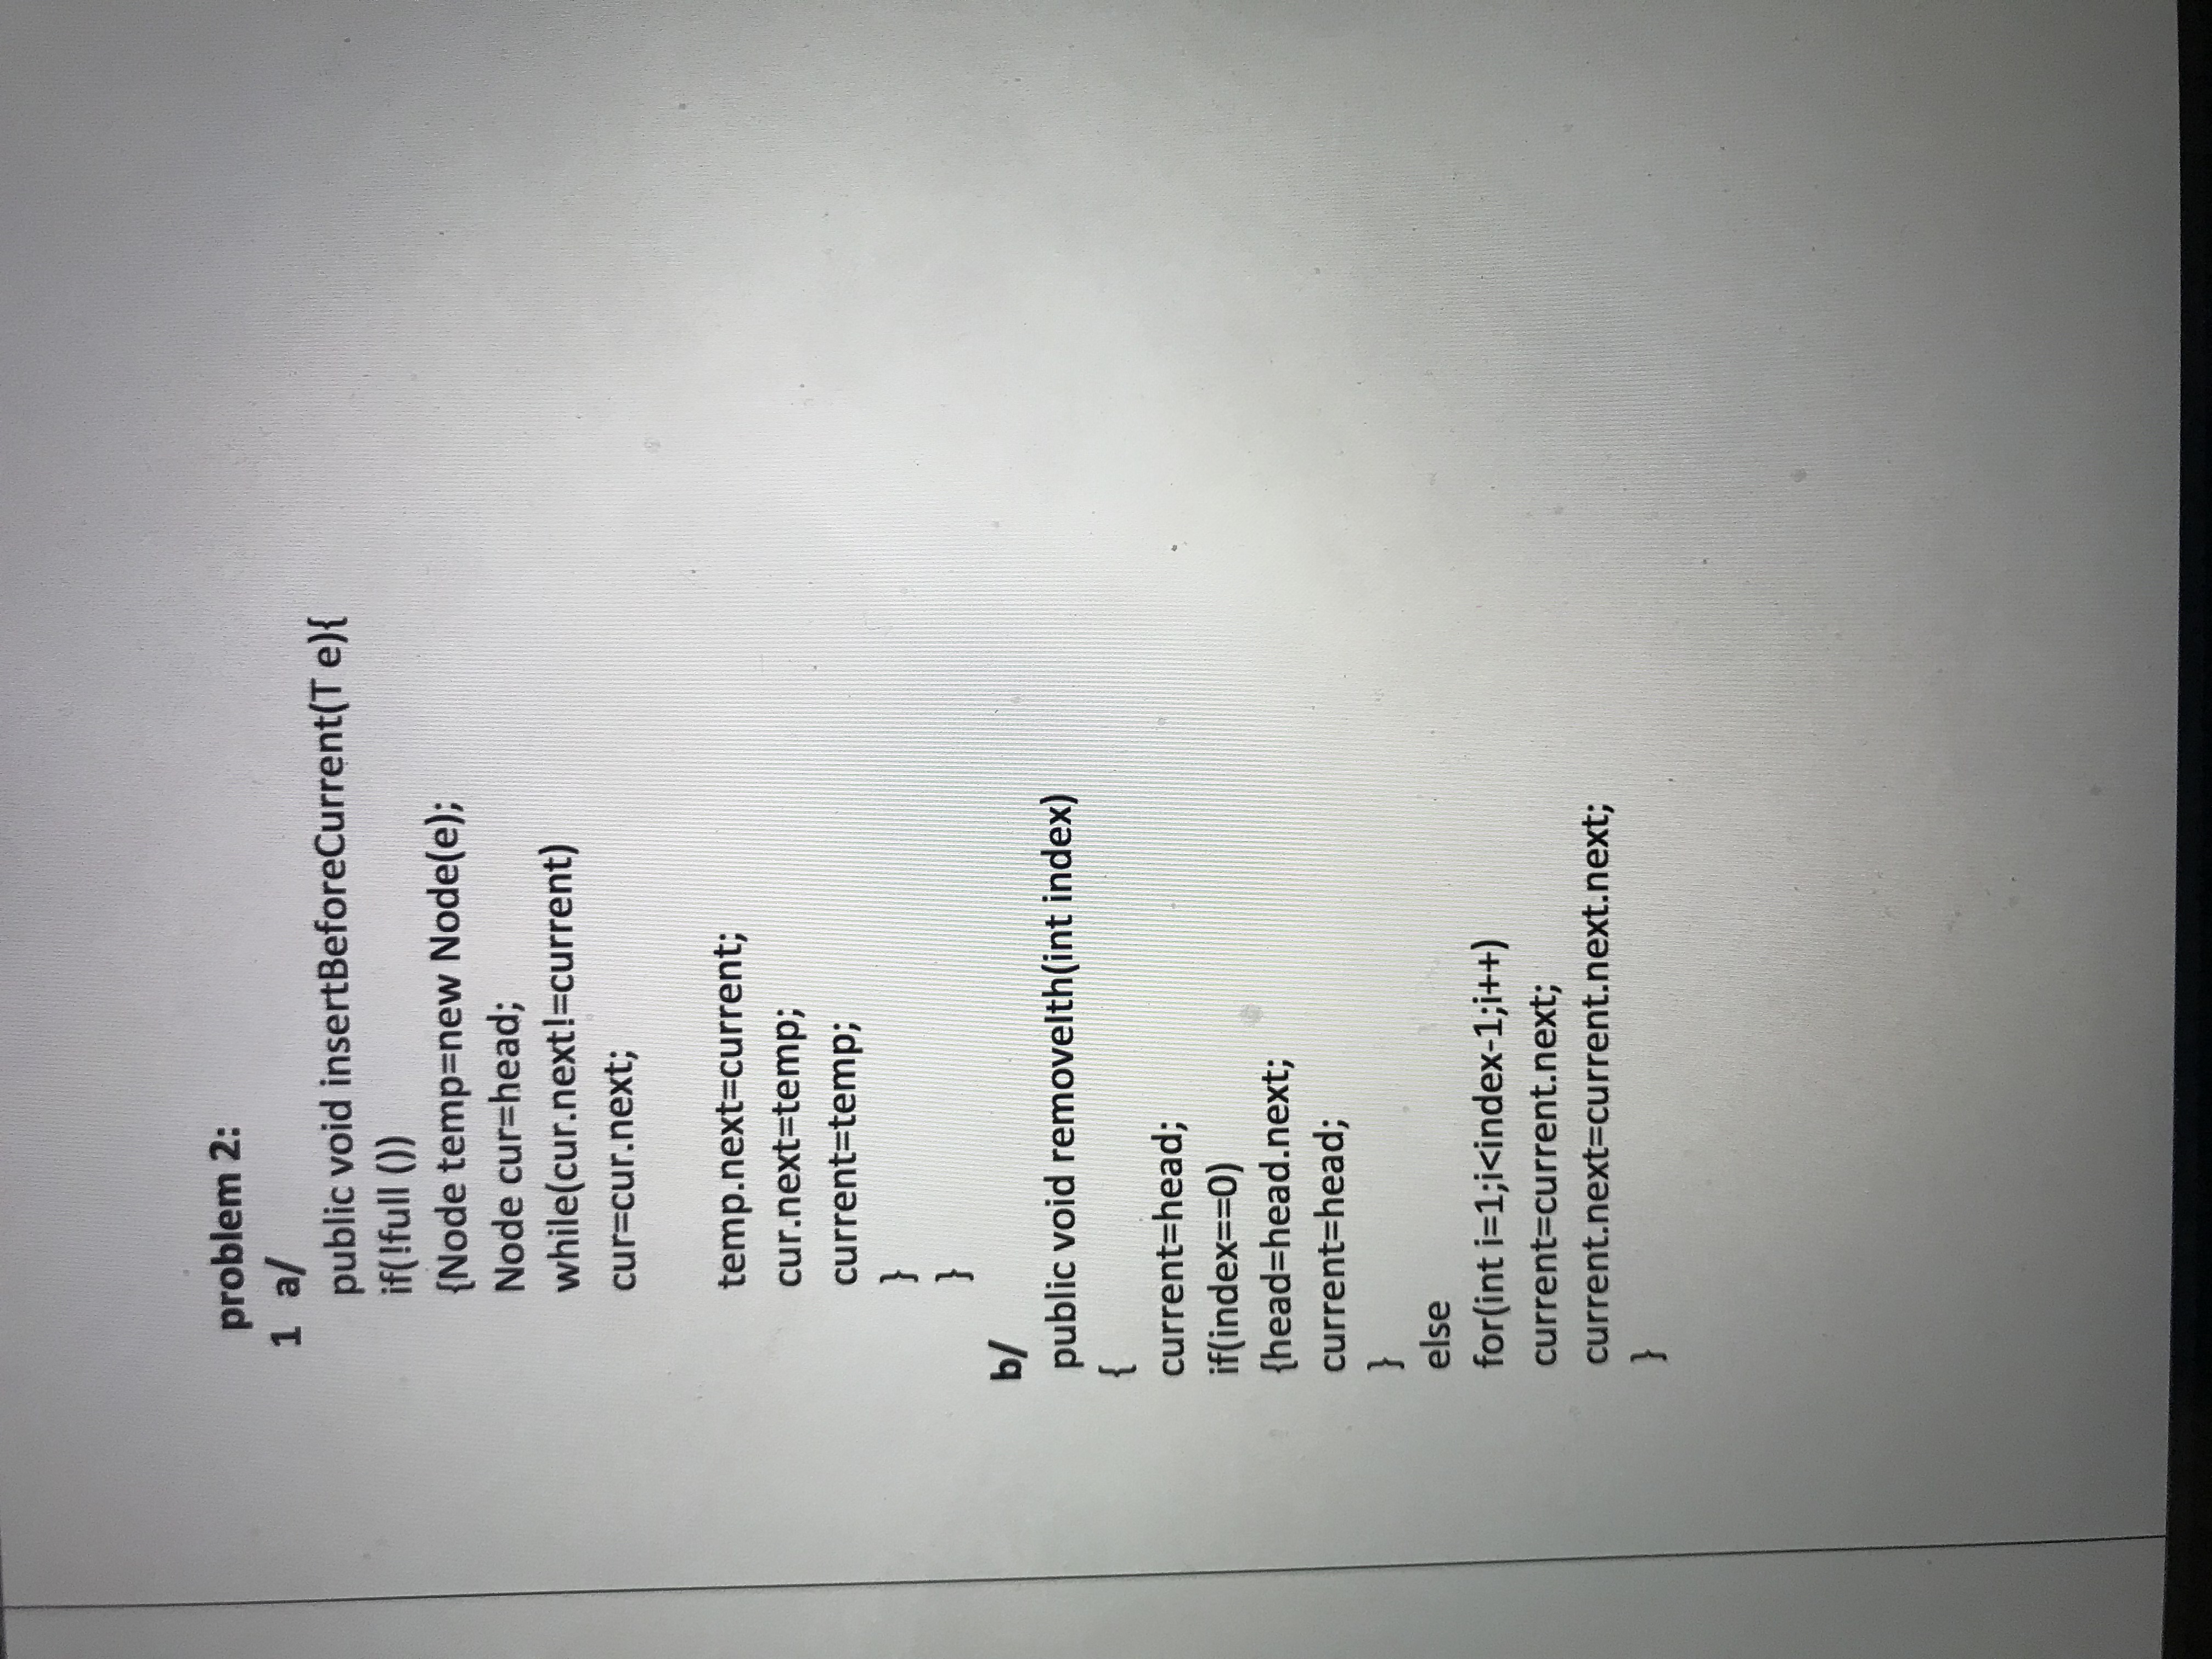 problem 2:
1 a/
public void insertBeforeCurrent(T e){
if(!full ())
{Node temp=new Node(e);
Node cur=head;
while(cur.next!=current)
cur=cur.next;
temp.next=current;
cur.next=temp;
current=temp;
}
}
b/
public void removeIth(int index)
{
current=head;
if(index==0)
{head=head.next;
current=head;
}
else
for(int i=1;i<index-1;i++)
current=current.next;
current.next=current.next.next;
}